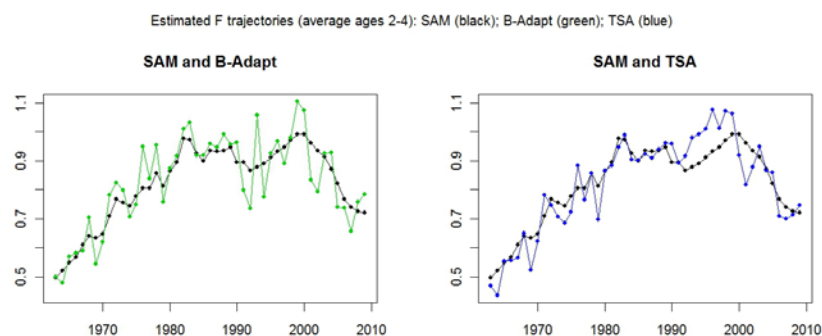 Estimated F trajectories (average ages 2-4): SAM (black); B-Adapt (green); TSA (blue)
SAM and B-Adapt
SAM and TSA
1.1
0.9
0.7
0.5
1970 1980 1990 2000 2010
1.1
0.9
0.7
0.5
1970 1980 1990 2000 2010